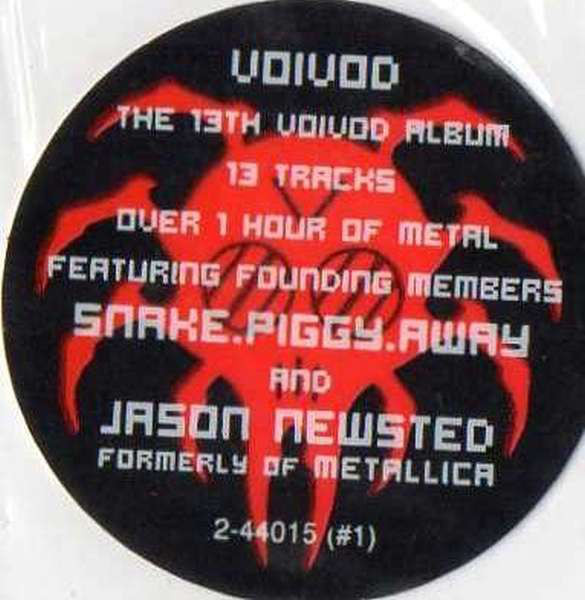 VOIVOD
THE 13TH VOIVOD ALBUM
13 TRACKS
OVER 1 HOUR OF METAL
FEATURING FOUNDING MEMBERS
SNAKE.PIGGY.AWAY
AND
JASON NEWSTED
FORMERLY OF METALLICA
2-44015 (#1)